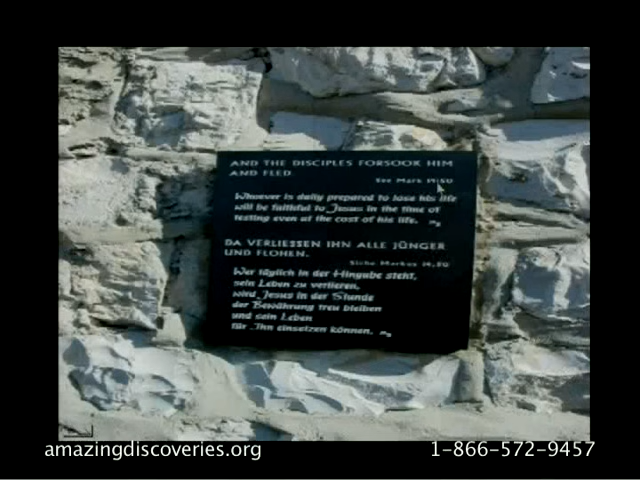 AND THE DISCIPLES FORSOOK HIM
AND FLED.
See Mark 14:50
Whoever is daily prepared to lose his life
will be faithful to Jesus in the time of
testing even at the cost of his life.
DA VERLIESSEN IHN ALLE JÜNGER
UND FLOHEN.
Siehe Markus 14,50
Wer täglich in der Hingabe steht,
sein Leben zu verlieren,
wird Jesus in der Stunde
der Bewährung treu bleiben
und sein Leben
für Ihn einsetzen können.
amazingdiscoveries.org
1-866-572-9457